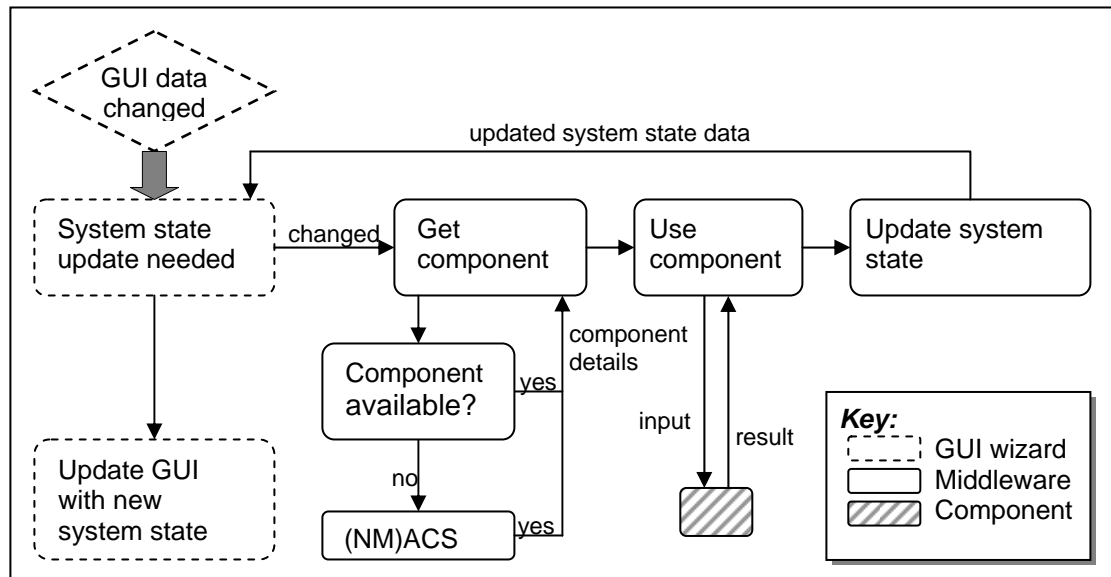 GUI data
changed
updated system state data
System state
update needed
changed
Get
component
Use
component
Update system
state
component
details
Component
available?
yes
input
result
Update GUI
with new
system state
no
(NM)ACS
yes
Key:
GUI wizard
Middleware
Component